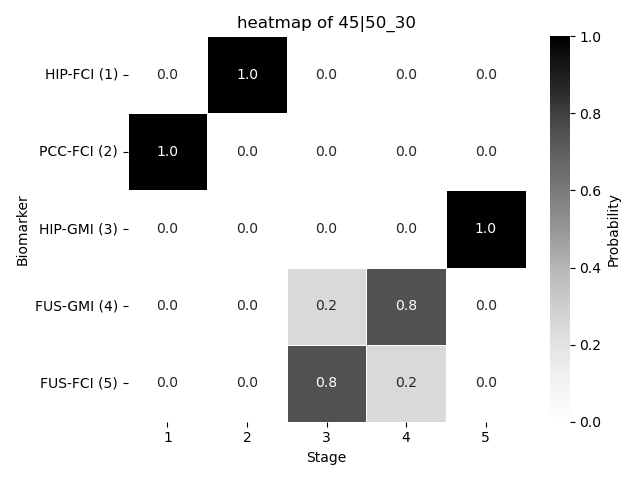 heatmap of 45|50_30
Biomarker
HIP-FCI (1) 0.0 1.0 0.0 0.0 0.0
PCC-FCI (2) 1.0 0.0 0.0 0.0 0.0
HIP-GMI (3) 0.0 0.0 0.0 0.0 1.0
FUS-GMI (4) 0.0 0.0 0.2 0.8 0.0
FUS-FCI (5) 0.0 0.0 0.8 0.2 0.0
1 2 3 4 5
Stage
1.0
0.8
0.6
0.4
0.2
0.0
Probability